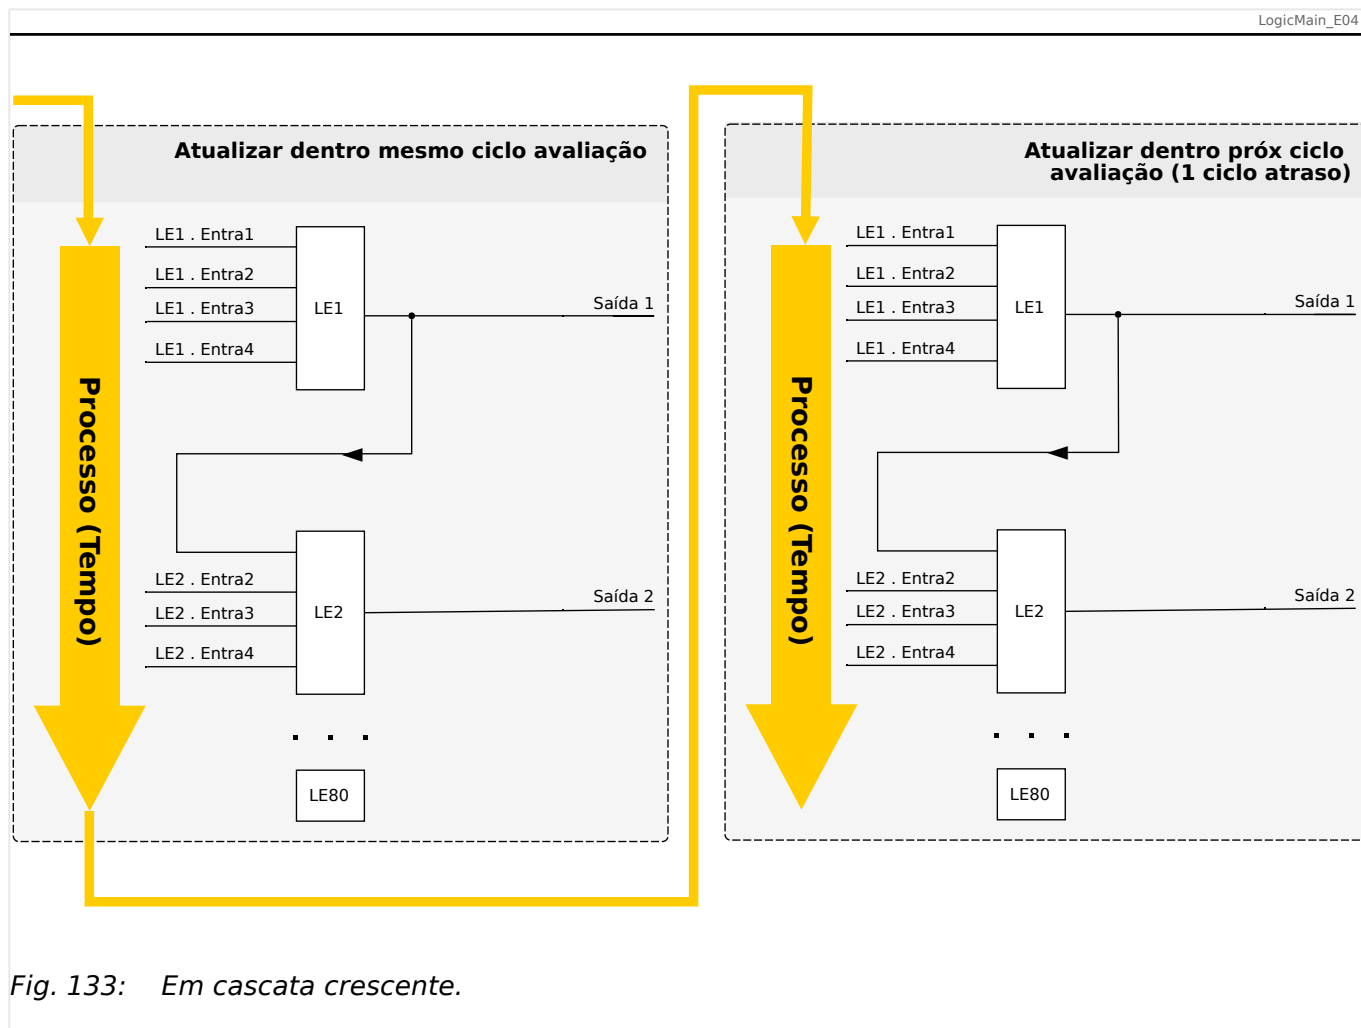 LogicMain_E04
Atualizar dentro mesmo ciclo avaliação
LE1 . Entra1
LE1 . Entra2
LE1 . Entra3
LE1 . Entra4
LE1
Saída 1
Processo (Tempo)
LE2 . Entra2
LE2 . Entra3
LE2 . Entra4
LE2
Saída 2
. . .
LE80
Atualizar dentro próx ciclo
avaliação (1 ciclo atraso)
LE1 . Entra1
LE1 . Entra2
LE1 . Entra3
LE1 . Entra4
LE1
Saída 1
Processo (Tempo)
LE2 . Entra2
LE2 . Entra3
LE2 . Entra4
LE2
Saída 2
. . .
LE80
Fig. 133: Em cascata crescente.